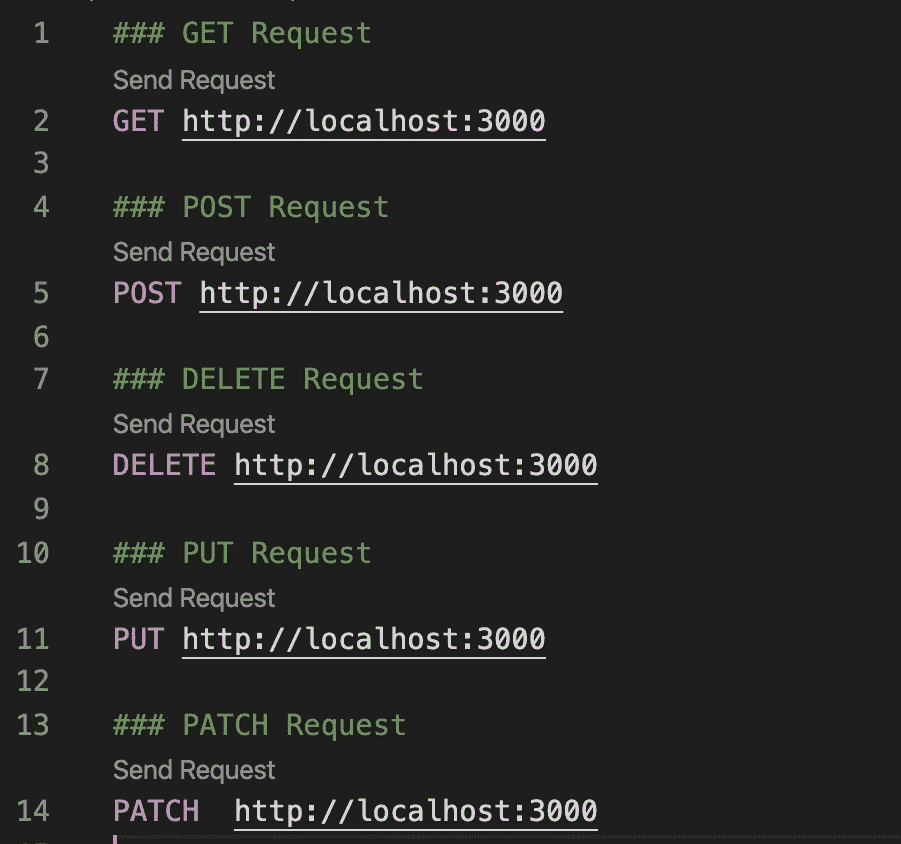 1 ### GET Request
Send Request
2 GET http://localhost:3000
3
4 ### POST Request
Send Request
5 POST http://localhost:3000
6
7 ### DELETE Request
Send Request
8 DELETE http://localhost:3000
9
10 ### PUT Request
Send Request
11 PUT http://localhost:3000
12
13 ### PATCH Request
Send Request
14 PATCH  http://localhost:3000